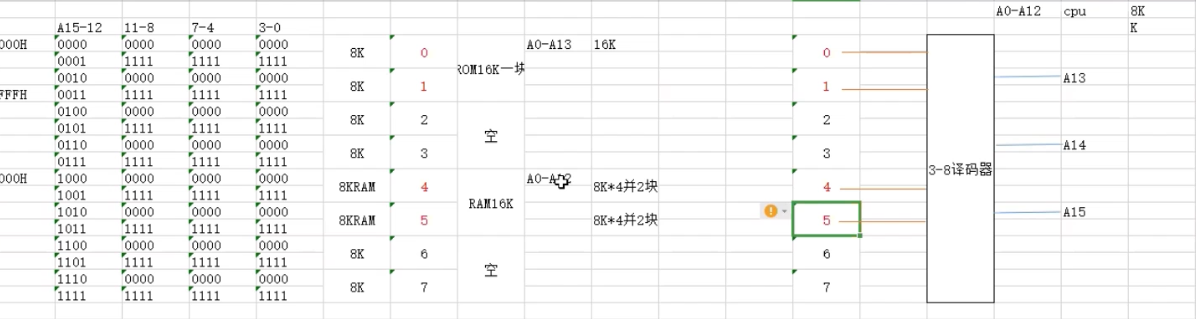 A0-A12 cpu 8K
A15-12 11-8 7-4 3-0 K
000H 0000 0000 0000 0000 8K 0 A0-A13 16K 0
0001 1111 1111 1111
ROM16K一块
0010 0000 0000 0000 8K 1 1 A13
FFFH 0011 1111 1111 1111
0100 0000 0000 0000 8K 2 2
0101 1111 1111 1111
空
0110 0000 0000 0000 8K 3 3 A14
0111 1111 1111 1111
3-8译码器
000H 1000 0000 0000 0000 8KRAM 4 A0-A12 8K*4并2块 4
1001 1111 1111 1111
RAM16K
1010 0000 0000 0000 8KRAM 5 8K*4并2块 5 A15
1011 1111 1111 1111
1100 0000 0000 0000 8K 6 6
1101 1111 1111 1111
空
1110 0000 0000 0000 8K 7 7
1111 1111 1111 1111